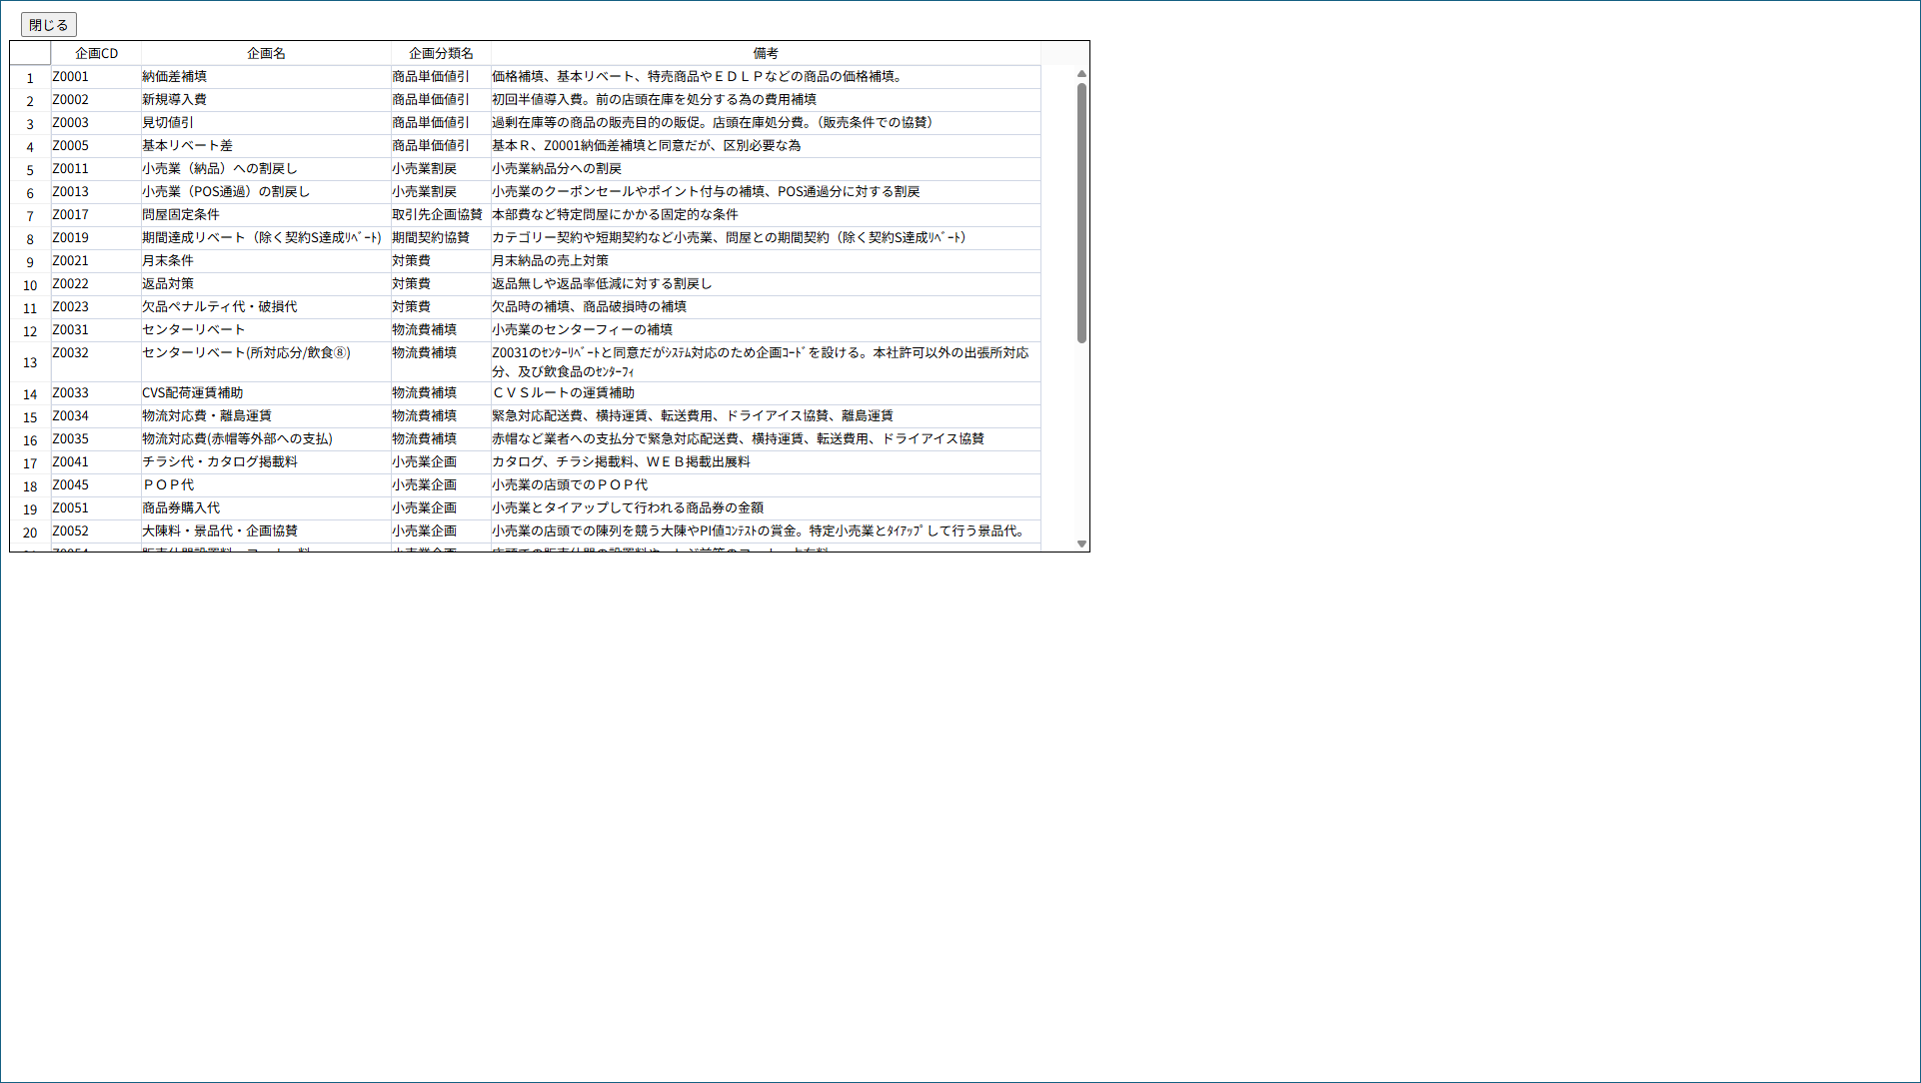 閉じる
企画CD 企画名 企画分類名 備考
1 Z0001 納価差補填 商品単価値引 価格補填、基本リベート、特売商品やＥＤＬＰなどの商品の価格補填。
2 Z0002 新規導入費 商品単価値引 初回半値導入費。前の店頭在庫を処分する為の費用補填
3 Z0003 見切値引 商品単価値引 過剰在庫等の商品の販売目的の販促。店頭在庫処分費。（販売条件での協賛）
4 Z0005 基本リベート差 商品単価値引 基本Ｒ、Z0001納価差補填と同意だが、区別必要な為
5 Z0011 小売業（納品）への割戻し 小売業割戻 小売業納品分への割戻
6 Z0013 小売業（POS通過）の割戻し 小売業割戻 小売業のクーポンセールやポイント付与の補填、POS通過分に対する割戻
7 Z0017 問屋固定条件 取引先企画協賛 本部費など特定問屋にかかる固定的な条件
8 Z0019 期間達成リベート（除く契約S達成ﾘﾍﾞｰﾄ) 期間契約協賛 カテゴリー契約や短期契約など小売業、問屋との期間契約（除く契約S達成ﾘﾍﾞｰﾄ）
9 Z0021 月末条件 対策費 月末納品の売上対策
10 Z0022 返品対策 対策費 返品無しや返品率低減に対する割戻し
11 Z0023 欠品ペナルティ代・破損代 対策費 欠品時の補填、商品破損時の補填
12 Z0031 センターリベート 物流費補填 小売業のセンターフィーの補填
13 Z0032 センターリベート(所対応分/飲食⑧) 物流費補填 Z0031のｾﾝﾀｰﾘﾍﾞｰﾄと同意だがｼｽﾃﾑ対応のため企画ｺｰﾄﾞを設ける。本社許可以外の出張所対応
分、及び飲食品のｾﾝﾀｰﾌｨ
14 Z0033 CVS配荷運賃補助 物流費補填 ＣＶＳルートの運賃補助
15 Z0034 物流対応費・離島運賃 物流費補填 緊急対応配送費、横持運賃、転送費用、ドライアイス協賛、離島運賃
16 Z0035 物流対応費(赤帽等外部への支払) 物流費補填 赤帽など業者への支払分で緊急対応配送費、横持運賃、転送費用、ドライアイス協賛
17 Z0041 チラシ代・カタログ掲載料 小売業企画 カタログ、チラシ掲載料、ＷＥＢ掲載出展料
18 Z0045 ＰＯＰ代 小売業企画 小売業の店頭でのＰＯＰ代
19 Z0051 商品券購入代 小売業企画 小売業とタイアップして行われる商品券の金額
20 Z0052 大陳料・景品代・企画協賛 小売業企画 小売業の店頭での陳列を競う大陳やPI値ｺﾝﾃｽﾄの賞金。特定小売業とﾀｲｱｯﾌﾟして行う景品代。